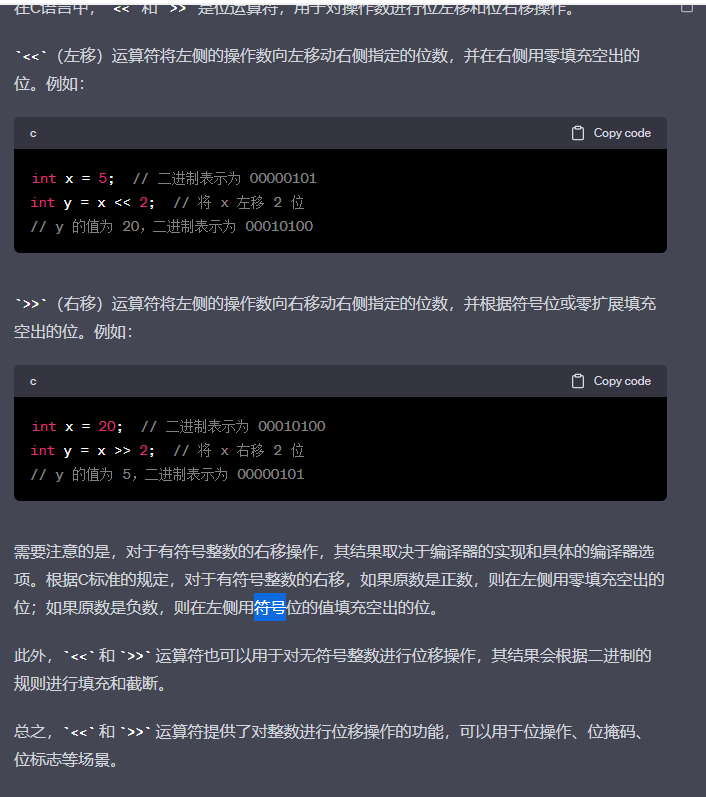 在C语言中，`<<` 和 `>>` 是位运算符，用于对操作数进行位左移和位右移操作。
`<<`（左移）运算符将左侧的操作数向左移动右侧指定的位数，并在右侧用零填充空出的
位。例如：
c
Copy code
int x = 5;  // 二进制表示为 00000101
int y = x << 2;  // 将 x 左移 2 位
// y 的值为 20，二进制表示为 00010100
`>>`（右移）运算符将左侧的操作数向右移动右侧指定的位数，并根据符号位或零扩展填充
空出的位。例如：
c
Copy code
int x = 20;  // 二进制表示为 00010100
int y = x >> 2;  // 将 x 右移 2 位
// y 的值为 5，二进制表示为 00000101
需要注意的是，对于有符号整数的右移操作，其结果取决于编译器的实现和具体的编译器选
项。根据C标准的规定，对于有符号整数的右移，如果原数是正数，则在左侧用零填充空出的
位；如果原数是负数，则在左侧用符号位的值填充空出的位。
此外，`<<`和`>>`运算符也可以用于对无符号整数进行位移操作，其结果会根据二进制的
规则进行填充和截断。
总之，`<<`和`>>`运算符提供了对整数进行位移操作的功能，可以用于位操作、位掩码、
位标志等场景。